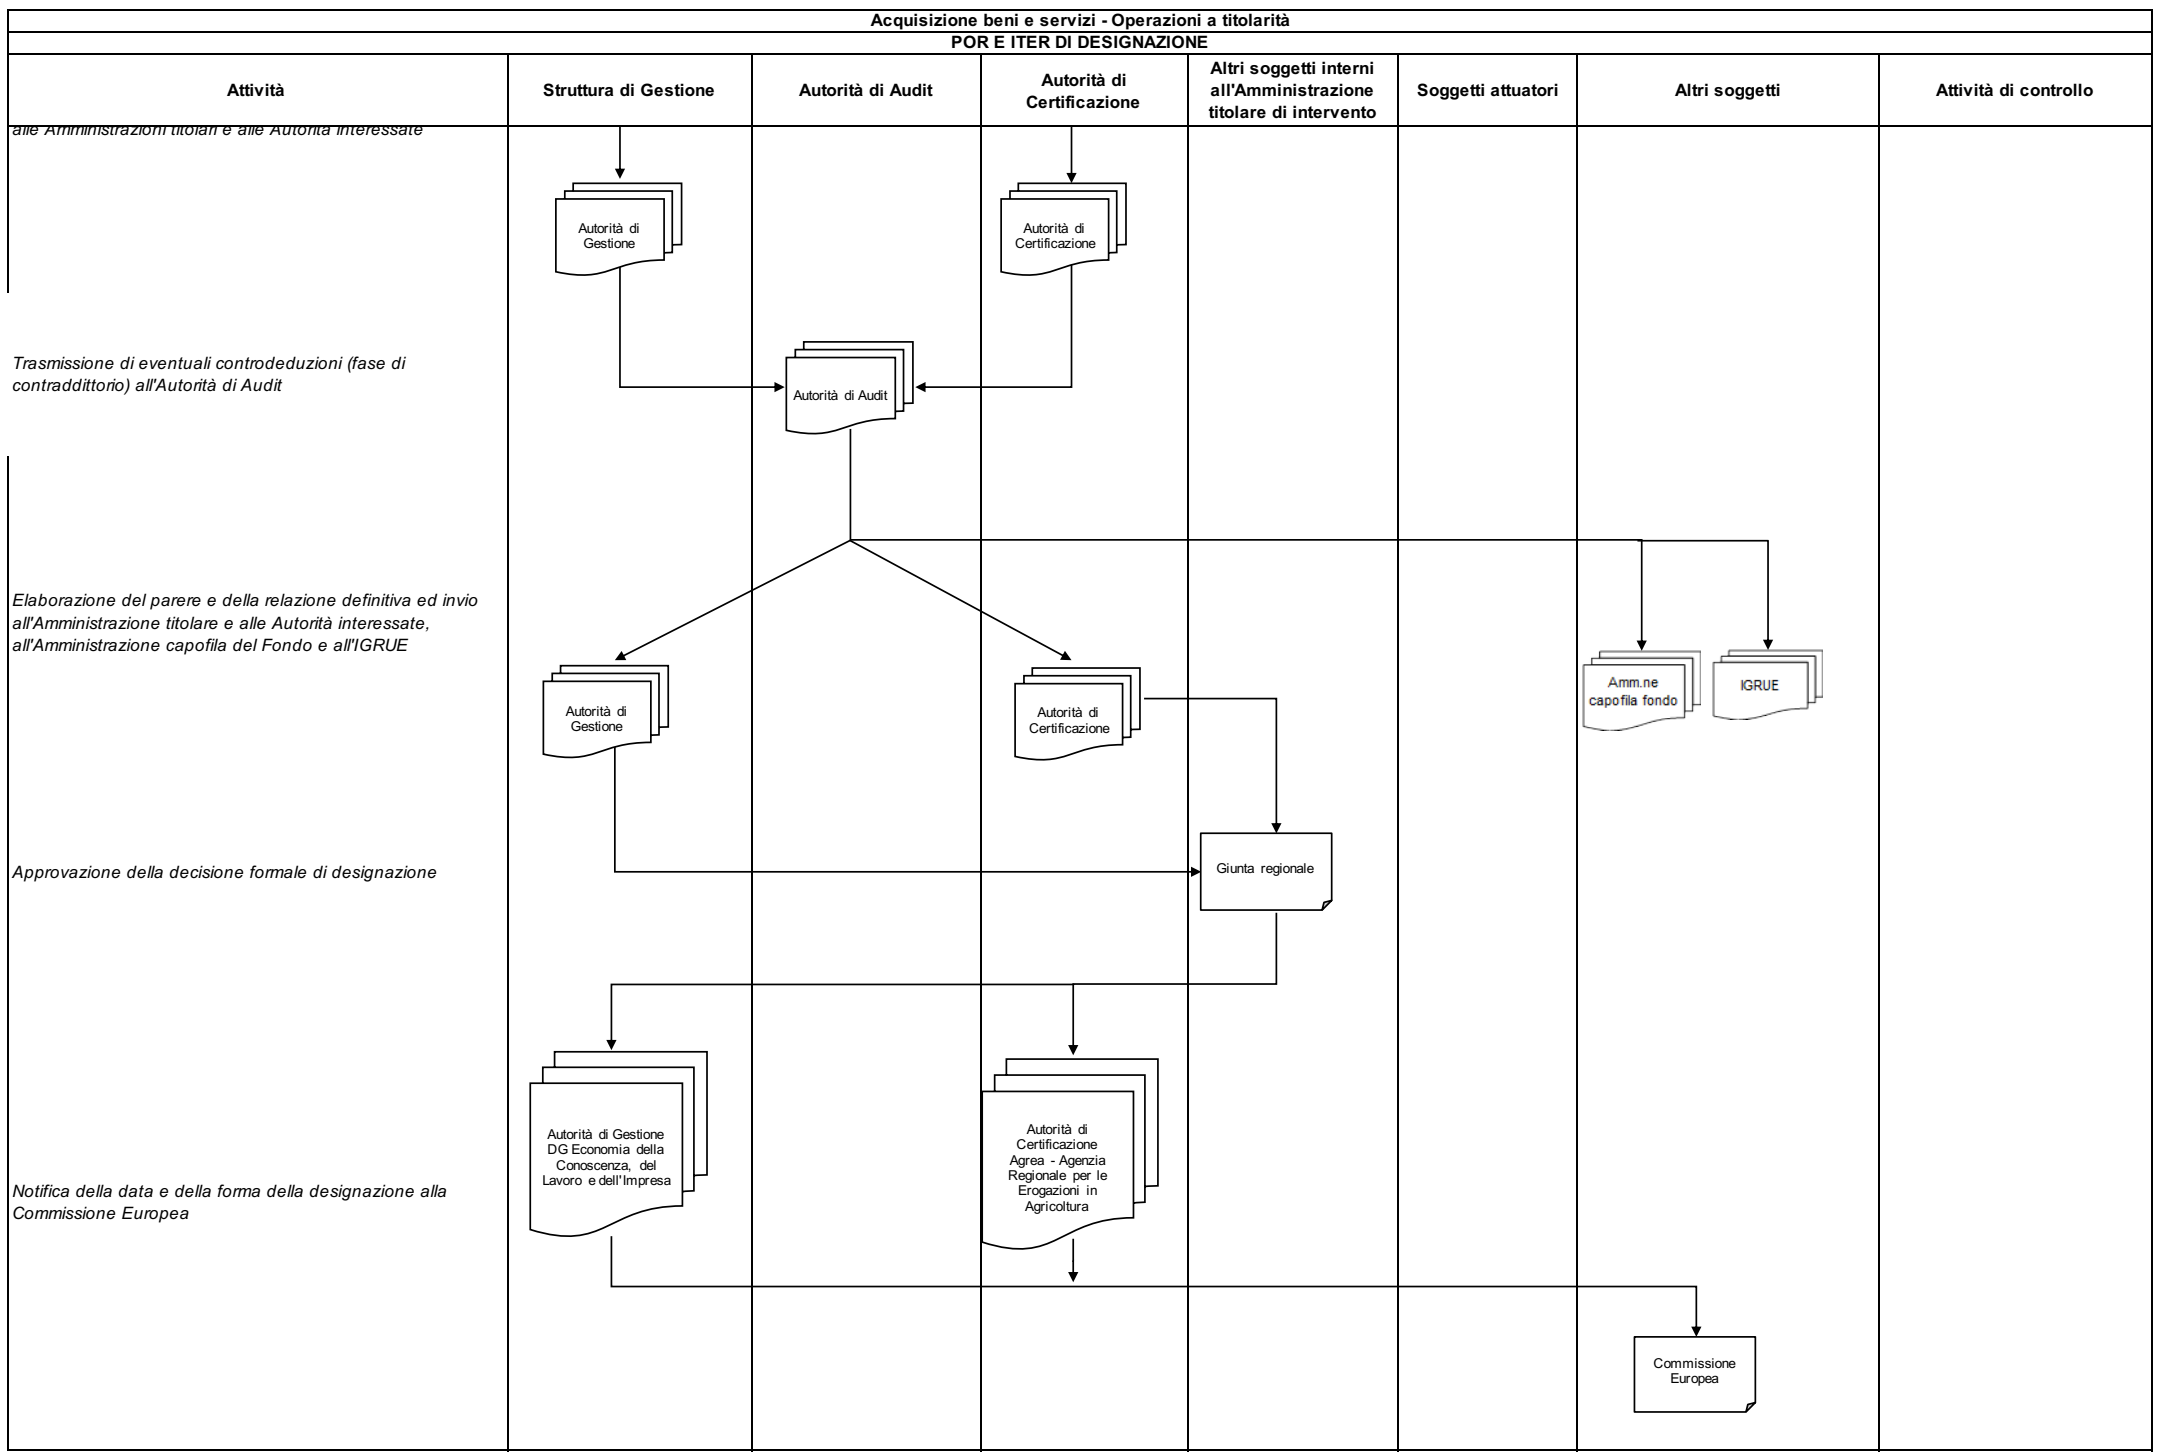 Acquisizione beni e servizi - Operazioni a titolarità
POR E ITER DI DESIGNAZIONE
Attività
Struttura di Gestione
Autorità di Audit
Autorità di
Certificazione
Altri soggetti interni
all'Amministrazione
titolare di intervento
Soggetti attuatori
Altri soggetti
Attività di controllo
alle Amministrazioni titolari e alle Autorità interessate
Autorità di
Gestione
Autorità di
Certificazione
Trasmissione di eventuali controdeduzioni (fase di
contraddittorio) all'Autorità di Audit
Autorità di Audit
Elaborazione del parere e della relazione definitiva ed invio
all'Amministrazione titolare e alle Autorità interessate,
all'Amministrazione capofila del Fondo e all'IGRUE
Autorità di
Gestione
Autorità di
Certificazione
Amm.ne
capofila fondo
IGRUE
Approvazione della decisione formale di designazione
Giunta regionale
Notifica della data e della forma della designazione alla
Commissione Europea
Autorità di Gestione
DG Economia della
Conoscenza, del
Lavoro e dell'Impresa
Autorità di
Certificazione
Agrea - Agenzia
Regionale per le
Erogazioni in
Agricoltura
Commissione
Europea